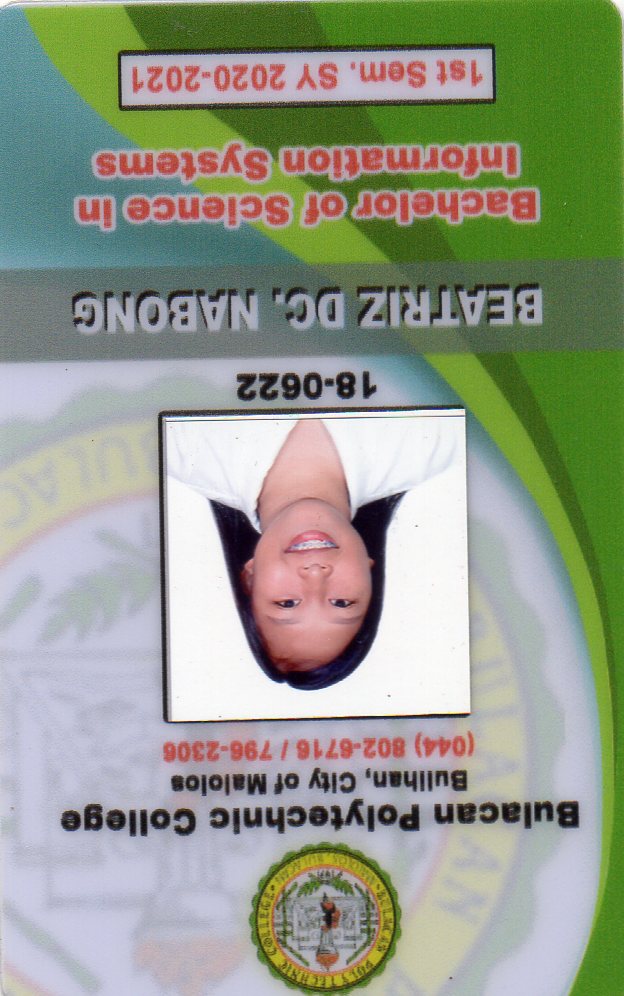 Bulacan Polytechnic College
Bulihan, City of Malolos
(044) 802-6716 / 796-2306
18-0622
BEATRIZ DC. NABONG
Bachelor of Science in
Information Systems
1st Sem. SY 2020-2021